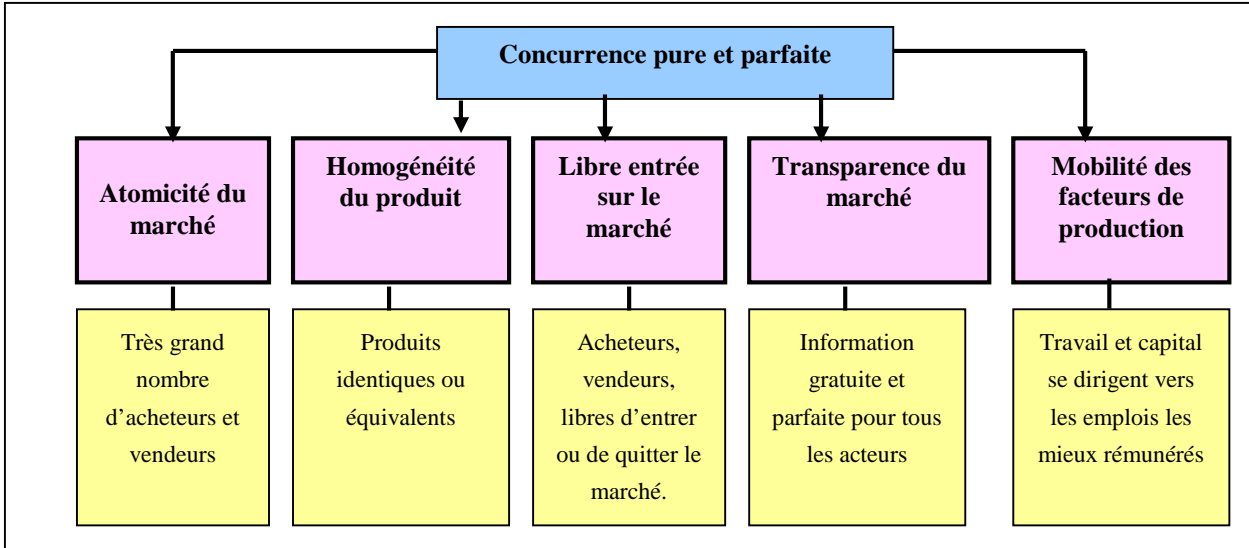 Concurrence pure et parfaite
Atomicité du
marché
Homogénéité
du produit
Libre entrée
sur le
marché
Transparence du
marché
Mobilité des
facteurs de
production
Très grand
nombre
d’acheteurs et
vendeurs
Produits
identiques ou
équivalents
Acheteurs,
vendeurs,
libres d’entrer
ou de quitter le
marché.
Information
gratuite et
parfaite pour tous
les acteurs
Travail et capital
se dirigent vers
les emplois les
mieux rémunérés